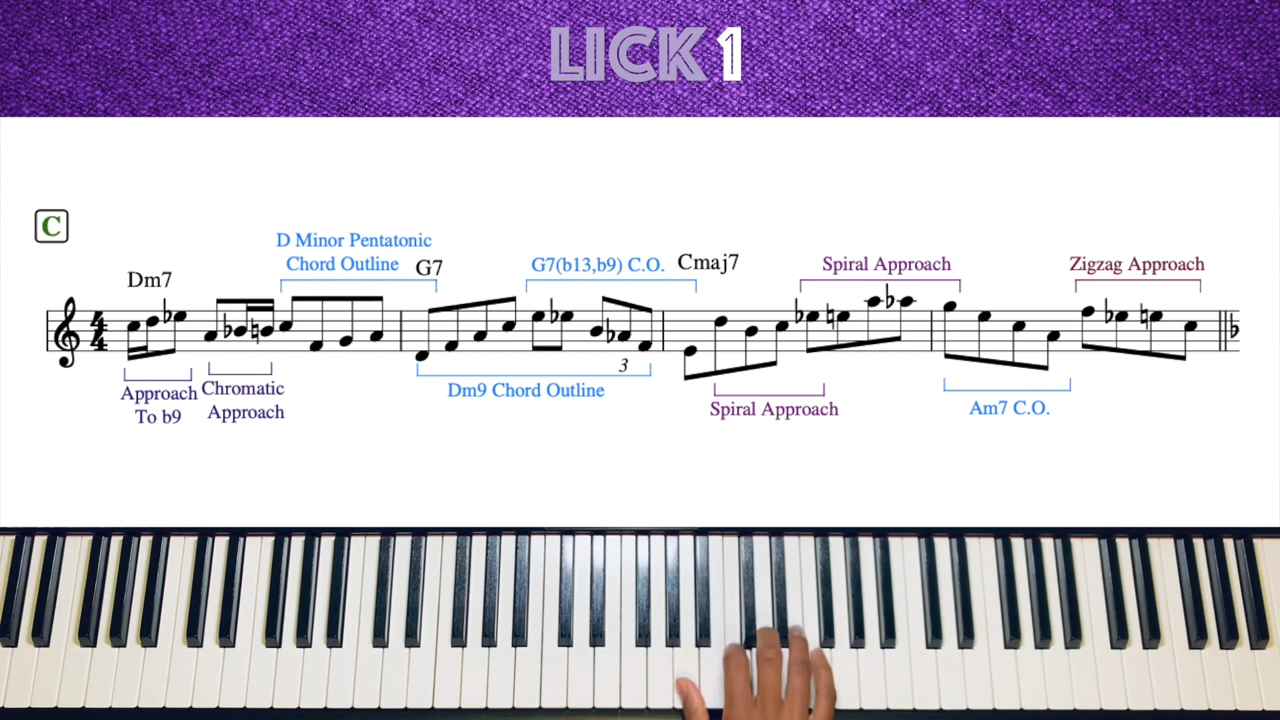 LICK 1
C
D Minor Pentatonic
Chord Outline
Dm7
G7
G7(b13,b9) C.O.
Cmaj7
Spiral Approach
Zigzag Approach
4
4
3
Approach
To b9
Chromatic
Approach
Dm9 Chord Outline
Spiral Approach
Am7 C.O.